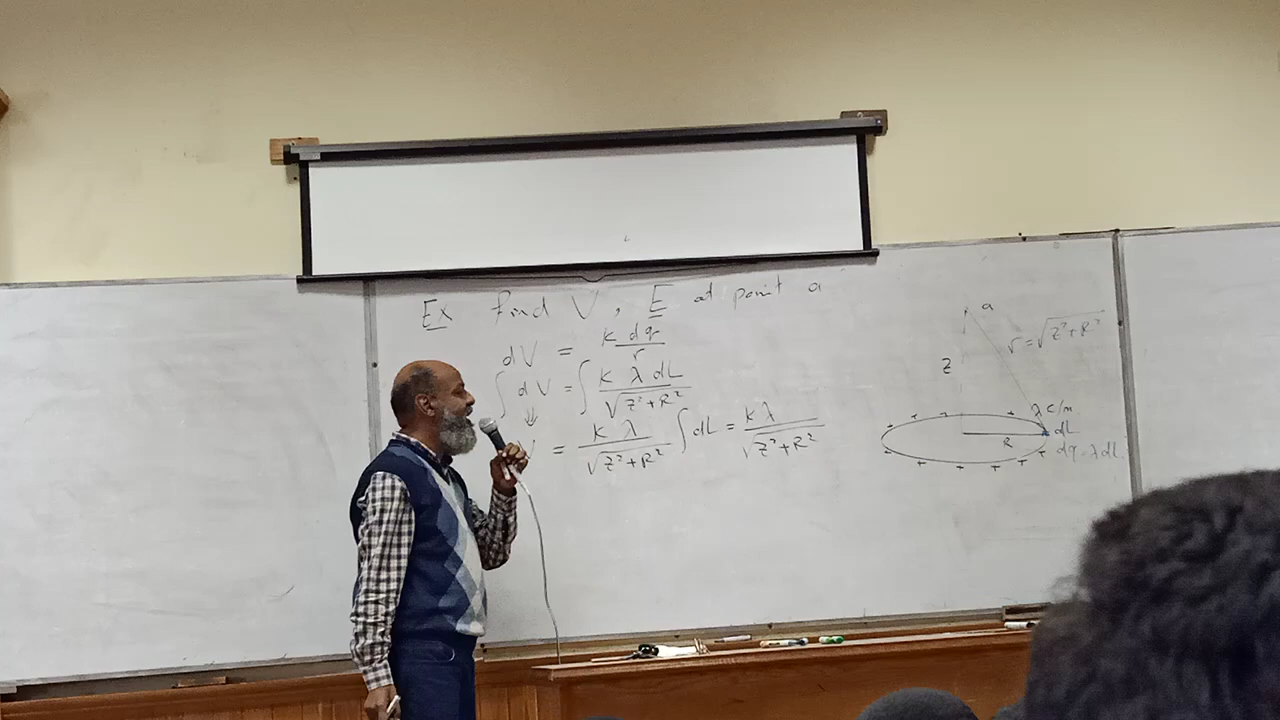 Ex find V, E at point a
dV = k dq / r
∫ dV = ∫ k λ dL / √Z²+R²
V = k λ / √Z²+R² ∫ dL = k λ / √Z²+R²
a
r = √Z²+R²
Z
λ C/m
dL
R
dq = λ dL